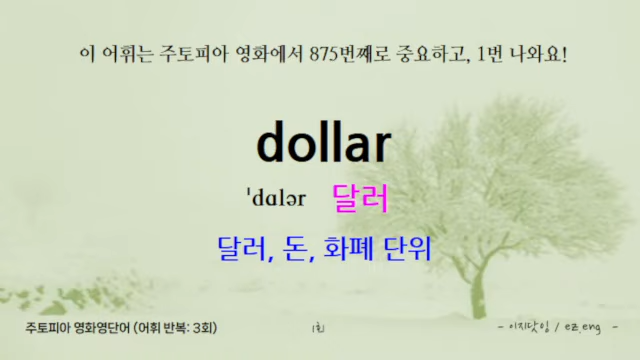 이 어휘는 주토피아 영화에서 875번째로 중요하고, 1번 나와요!
dollar
ˈdɑlər 달러
달러, 돈, 화폐 단위
주토피아 영화영단어 (어휘 반복: 3회) 1회 - 이지닷잉 / ez.eng -